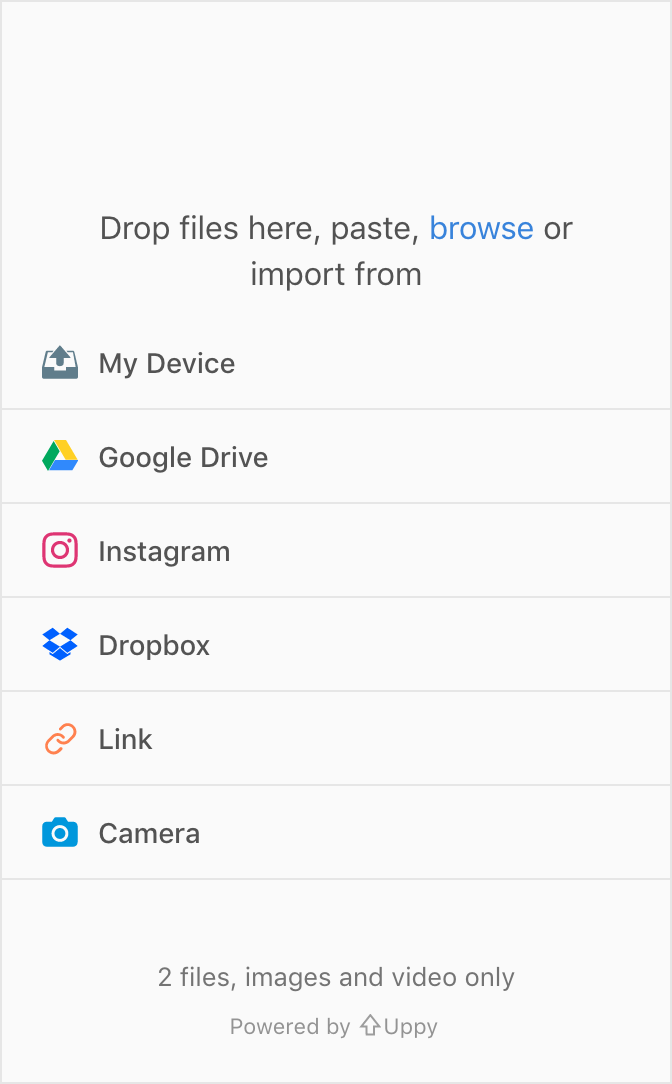 Drop files here, paste, browse or
import from
My Device
Google Drive
Instagram
Dropbox
Link
Camera
2 files, images and video only
Powered by Uppy